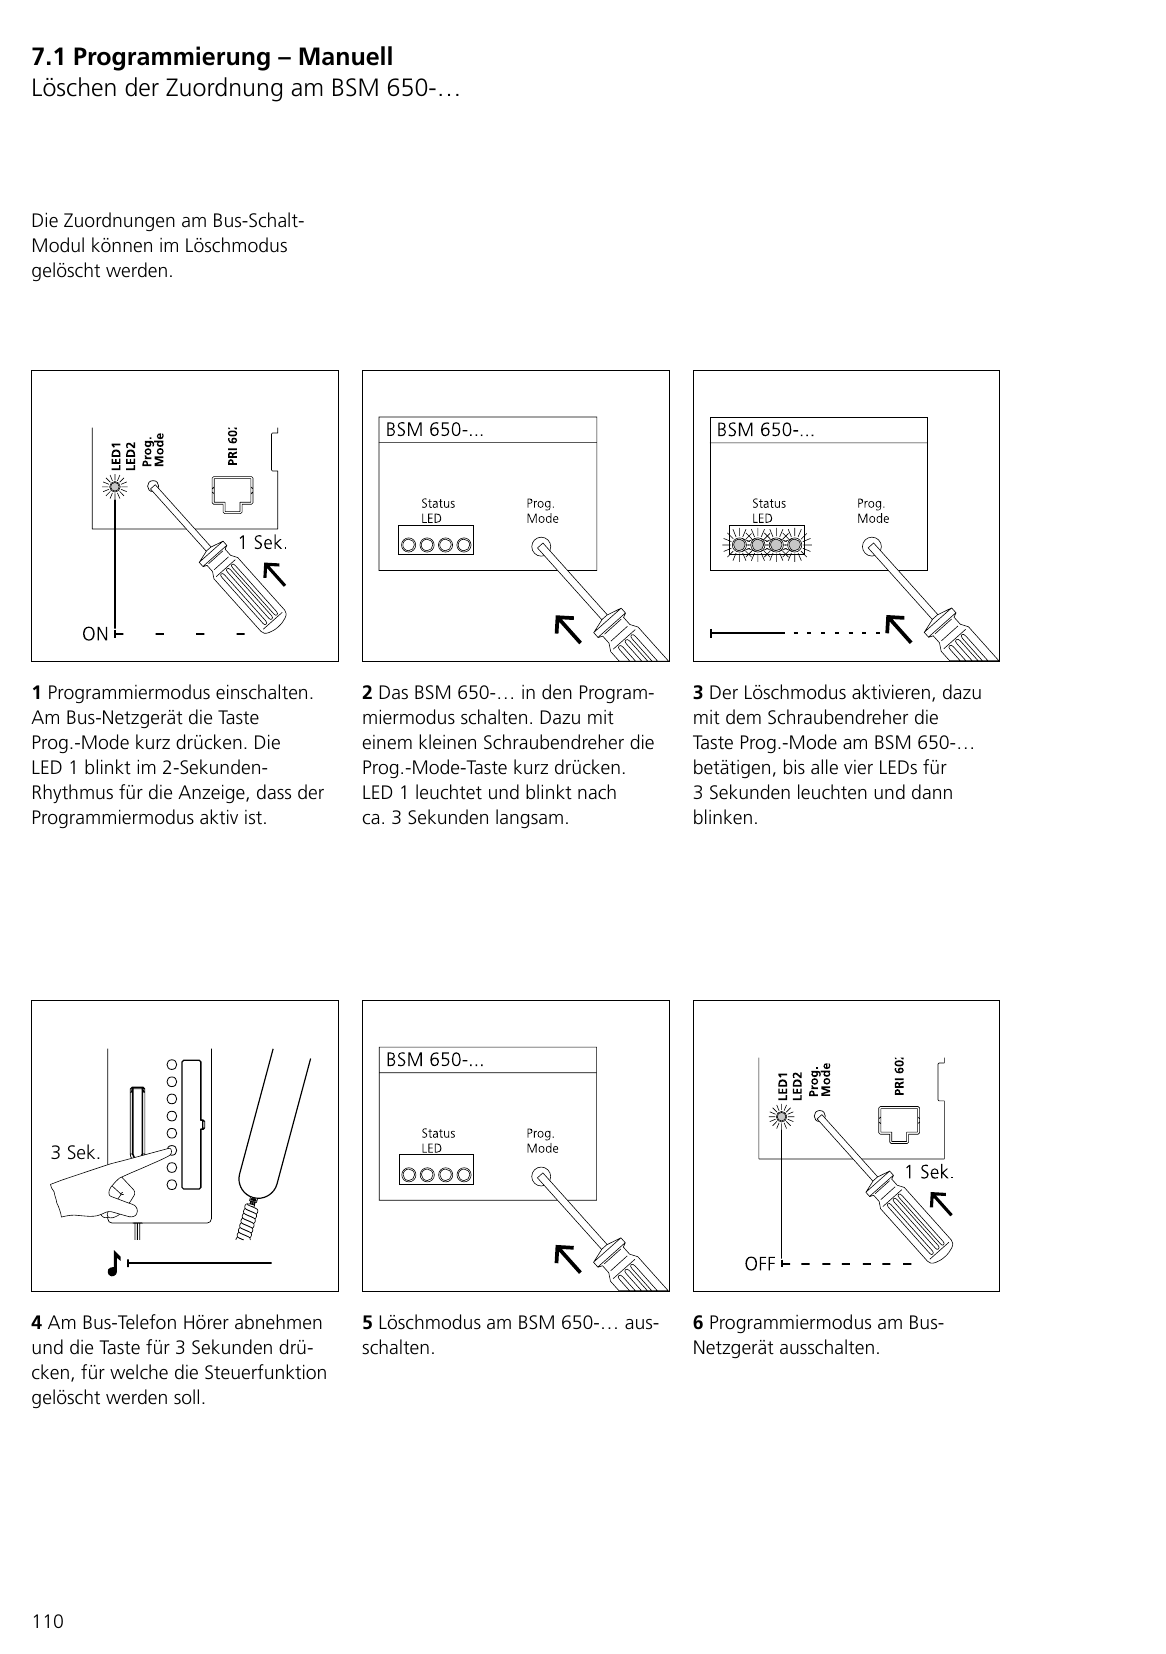 7.1 Programmierung – Manuell
Löschen der Zuordnung am BSM 650-…
Die Zuordnungen am Bus-Schalt-
Modul können im Löschmodus
gelöscht werden.
LED1
LED2
Prog.
Mode
PRI 602
1 Sek.
ON
BSM 650-...
Status
LED
Prog.
Mode
BSM 650-...
Status
LED
Prog.
Mode
1 Programmiermodus einschalten.
Am Bus-Netzgerät die Taste
Prog.-Mode kurz drücken. Die
LED 1 blinkt im 2-Sekunden-
Rhythmus für die Anzeige, dass der
Programmiermodus aktiv ist.
2 Das BSM 650-… in den Program-
miermodus schalten. Dazu mit
einem kleinen Schraubendreher die
Prog.-Mode-Taste kurz drücken.
LED 1 leuchtet und blinkt nach
ca. 3 Sekunden langsam.
3 Der Löschmodus aktivieren, dazu
mit dem Schraubendreher die
Taste Prog.-Mode am BSM 650-…
betätigen, bis alle vier LEDs für
3 Sekunden leuchten und dann
blinken.
3 Sek.
BSM 650-...
Status
LED
Prog.
Mode
LED1
LED2
Prog.
Mode
PRI 602
1 Sek.
OFF
4 Am Bus-Telefon Hörer abnehmen
und die Taste für 3 Sekunden drü-
cken, für welche die Steuerfunktion
gelöscht werden soll.
5 Löschmodus am BSM 650-… aus-
schalten.
6 Programmiermodus am Bus-
Netzgerät ausschalten.
110